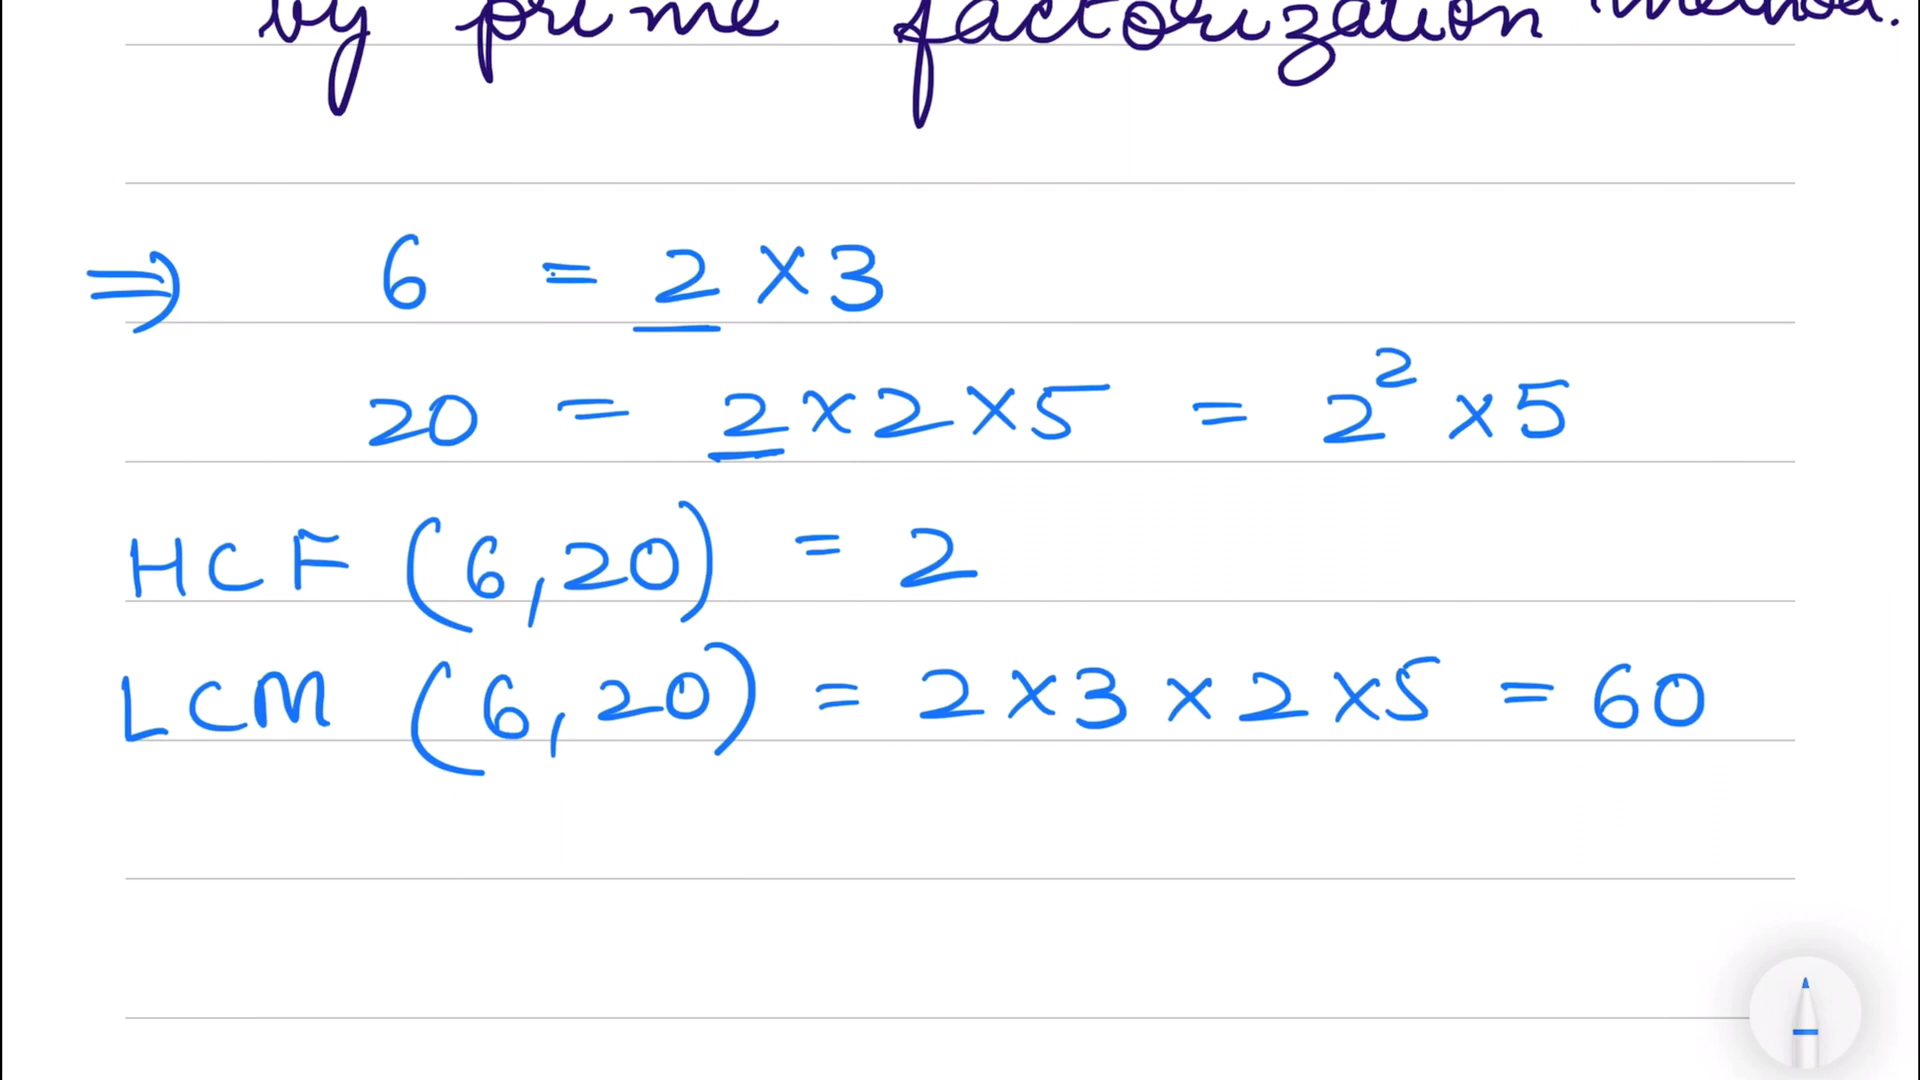 by prime factorization method.
⇒ 6 = 2 × 3
20 = 2 × 2 × 5 = 2² × 5
HCF (6, 20) = 2
LCM (6, 20) = 2 × 3 × 2 × 5 = 60